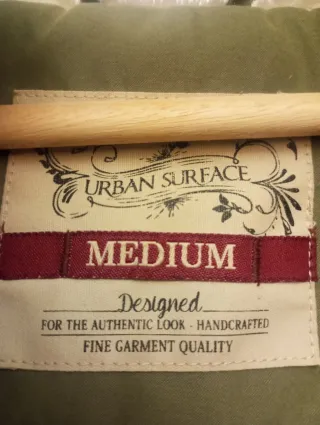 URBAN SURFACE
MEDIUM
Designed
FOR THE AUTHENTIC LOOK - HANDCRAFTED
FINE GARMENT QUALITY